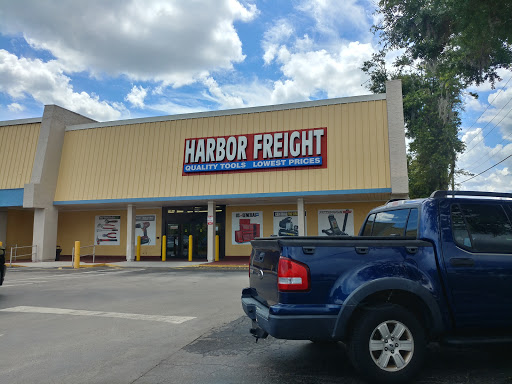 HARBOR FREIGHT
QUALITY TOOLS LOWEST PRICES